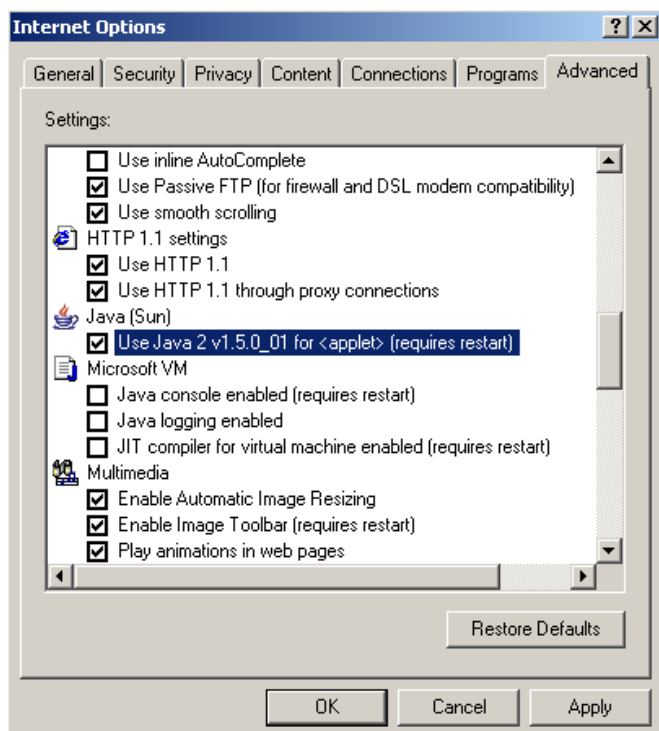 Internet Options
General Security Privacy Content Connections Programs Advanced
Settings:
Use inline AutoComplete
Use Passive FTP (for firewall and DSL modem compatibility)
Use smooth scrolling
HTTP 1.1 settings
Use HTTP 1.1
Use HTTP 1.1 through proxy connections
Java (Sun)
Use Java 2 v1.5.0_01 for <applet> (requires restart)
Microsoft VM
Java console enabled (requires restart)
Java logging enabled
JIT compiler for virtual machine enabled (requires restart)
Multimedia
Enable Automatic Image Resizing
Enable Image Toolbar (requires restart)
Play animations in web pages
Restore Defaults
OK Cancel Apply